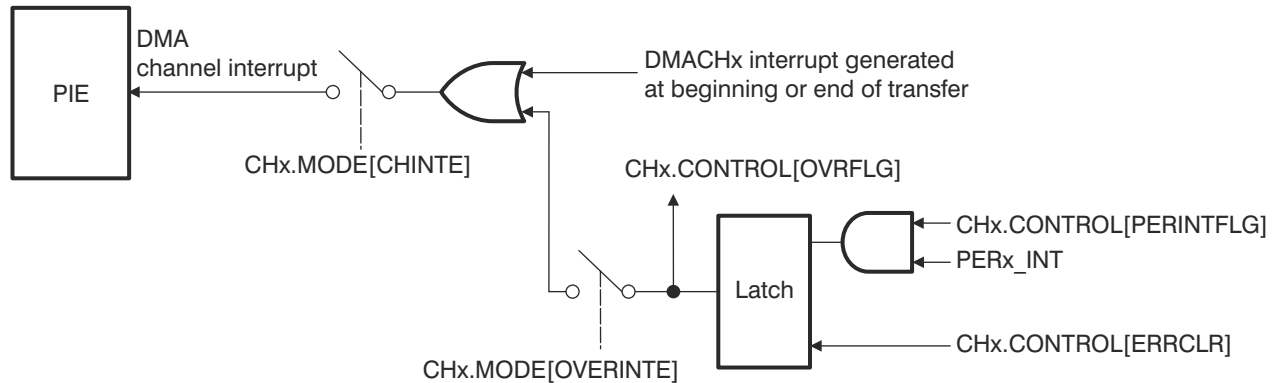 DMA
channel interrupt
PIE
DMACHx interrupt generated
at beginning or end of transfer
CHx.MODE[CHINTE]
CHx.CONTROL[OVRFLG]
CHx.CONTROL[PERINTFLG]
PERx_INT
Latch
CHx.CONTROL[ERRCLR]
CHx.MODE[OVERINTE]